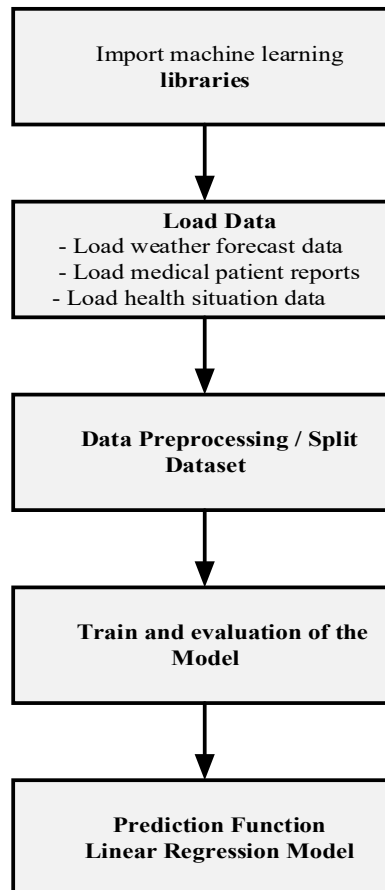 Import machine learning
libraries
Load Data
- Load weather forecast data
- Load medical patient reports
- Load health situation data
Data Preprocessing / Split
Dataset
Train and evaluation of the
Model
Prediction Function
Linear Regression Model